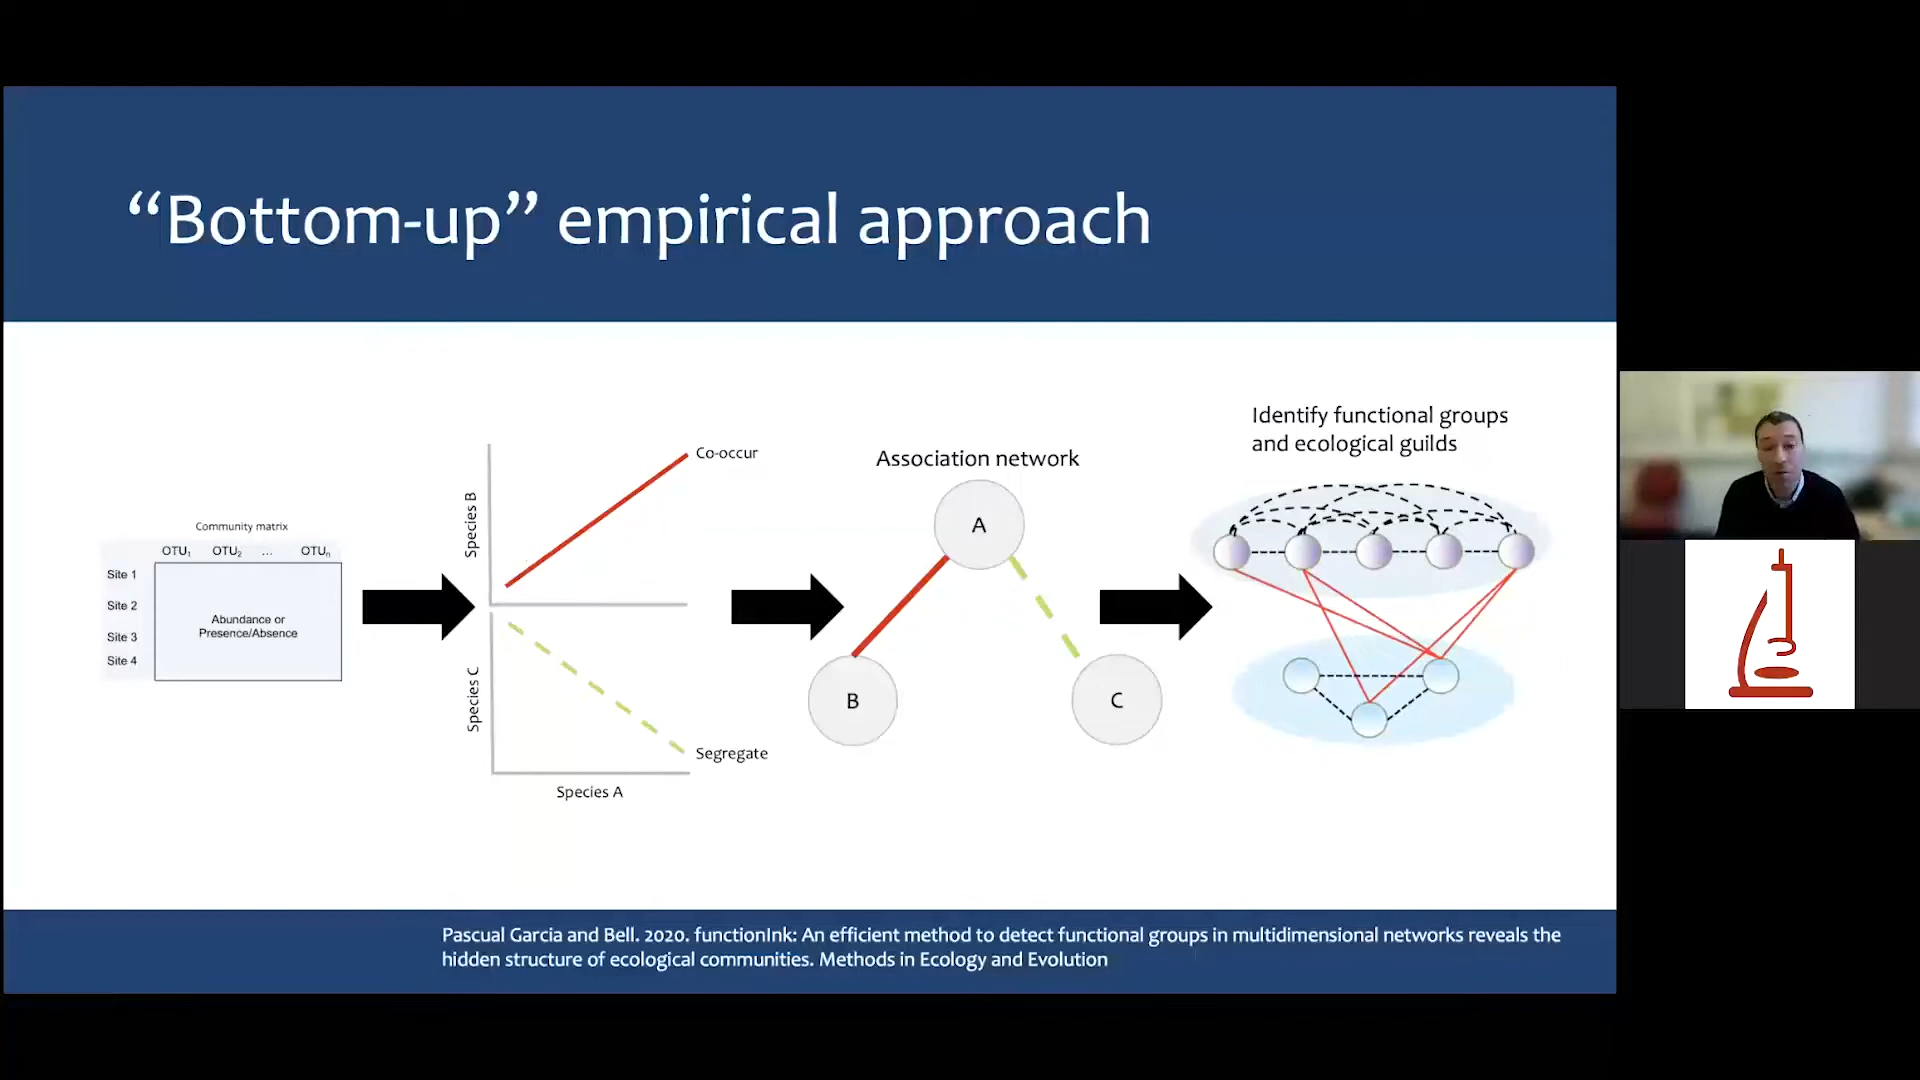 “Bottom-up” empirical approach
Community matrix
OTU₁ OTU₂ ... OTUₙ
Site 1
Site 2
Site 3
Site 4
Abundance or
Presence/Absence
Species B
Co-occur
Species C
Segregate
Species A
Association network
A
B
C
Identify functional groups
and ecological guilds
Pascual Garcia and Bell. 2020. functionInk: An efficient method to detect functional groups in multidimensional networks reveals the
hidden structure of ecological communities. Methods in Ecology and Evolution